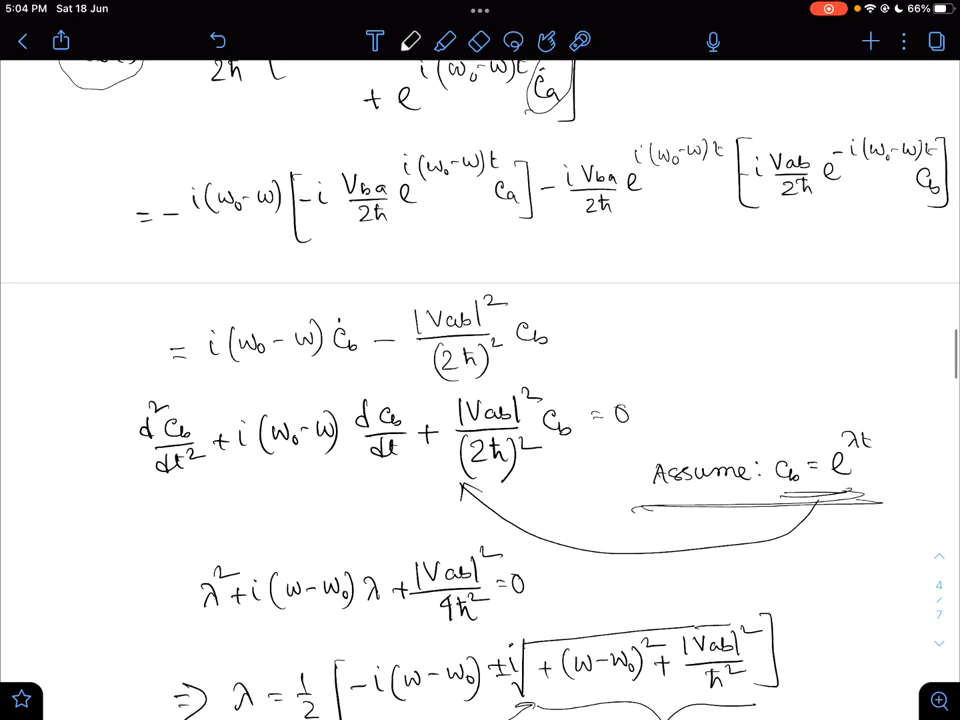 5:04 PM Sat 18 Jun 66%
T
2ħ [
+ e^{i(ω₀-ω)t} Ċa]
= - i(ω₀-ω) [-i Vba/2ħ e^{i(ω₀-ω)t} Ca] - i Vba/2ħ e^{i(ω₀-ω)t} [-i Vab/2ħ e^{-i(ω₀-ω)t} Cb]
= i(ω₀-ω) Ċb - |Vab|²/(2ħ)² Cb
d²Cb/dt² + i(ω₀-ω) dCb/dt + |Vab|²/(2ħ)² Cb = 0
Assume: Cb = e^{λt}
λ² + i(ω-ω₀)λ + |Vab|²/4ħ² = 0
⇒ λ = 1/2 [-i(ω-ω₀) ± i√(+(ω-ω₀)² + |Vab|²/ħ²)]
4
/
7